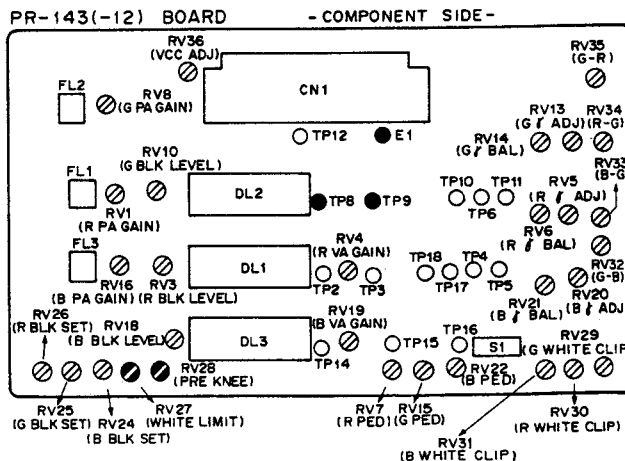 PR-143(-12) BOARD -COMPONENT SIDE-
RV36
(VCC ADJ)
RV35
(G-R)
FL2
RV8
(G PA GAIN)
CN1
RV13
(G γ ADJ)
RV34
(R-G)
RV14
(G γ BAL)
TP12
E1
RV33
(B-G)
RV10
(G BLK LEVEL)
FL1
RV1
(R PA GAIN)
DL2
TP8
TP9
TP10
TP11
TP6
RV5
(R γ ADJ)
RV6
(R γ BAL)
FL3
RV16
(B PA GAIN)
RV3
(R BLK LEVEL)
DL1
RV4
(R VA GAIN)
TP2
TP3
TP18
TP4
TP17
TP5
RV32
(G-B)
RV21
(B γ BAL)
RV20
(B γ ADJ)
RV26
(R BLK SET)
RV18
(B BLK LEVEL)
DL3
RV19
(B VA GAIN)
TP14
TP15
TP16
S1
RV29
(G WHITE CLIP)
RV28
(PRE KNEE)
RV22
(B PED)
RV25
(G BLK SET)
RV24
(B BLK SET)
RV27
(WHITE LIMIT)
RV7
(R PED)
RV15
(G PED)
RV31
(B WHITE CLIP)
RV30
(R WHITE CLIP)